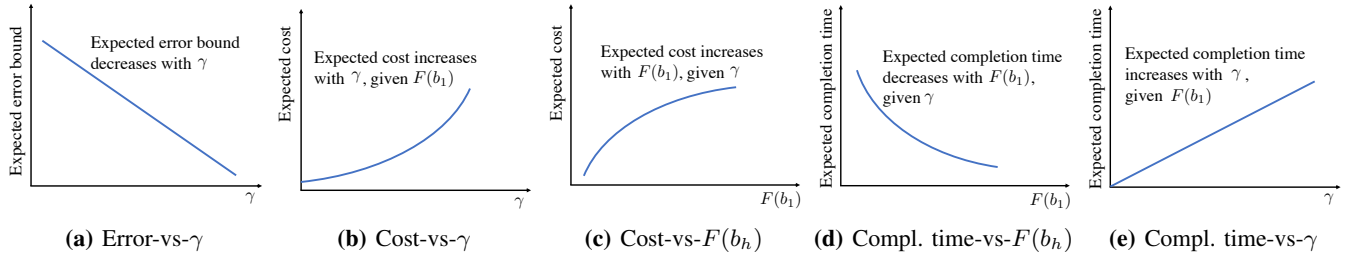 Expected error bound
Expected error bound
decreases with γ
γ
(a) Error-vs-γ
Expected cost
Expected cost increases
with γ, given F(b₁)
γ
(b) Cost-vs-γ
Expected cost
Expected cost increases
with F(b₁), given γ
F(b₁)
(c) Cost-vs-F(bₕ)
Expected completion time
Expected completion time
decreases with F(b₁),
given γ
F(b₁)
(d) Compl. time-vs-F(bₕ)
Expected completion time
Expected completion time
increases with γ ,
given F(b₁)
γ
(e) Compl. time-vs-γ